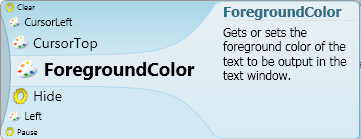 Clear
CursorLeft
CursorTop
ForegroundColor
Hide
Left
Pause
ForegroundColor
Gets or sets the
foreground color of the
text to be output in the
text window.